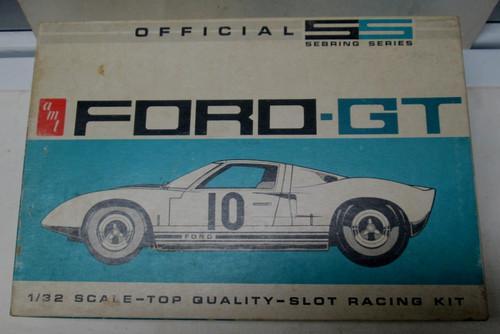 OFFICIAL SS
SEBRING SERIES
amt
FORD-GT
10
FORD
1/32 SCALE–TOP QUALITY–SLOT RACING KIT